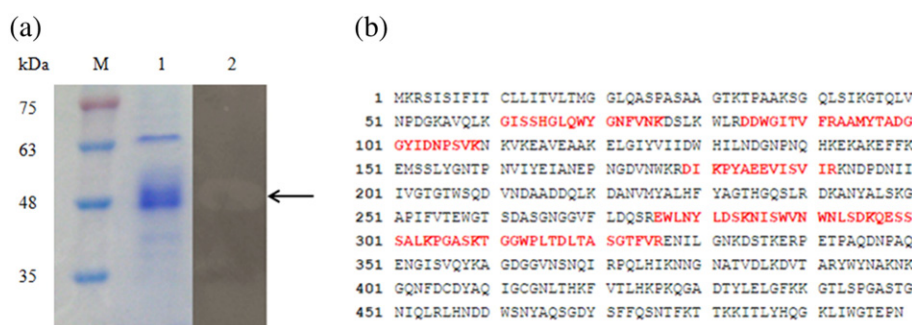 (a)
(b)
kDa M 1 2
75
63
48
35
1 MKRSISIFIT CLLITVLTMG GLQASPASAA GTKTPAAKSG QLSIKGTQLV
51 NPDGKAVQLK GISSHGLQWY GNFVNKDSLK WLRDDWGITV FRAAMYTADG
101 GYIDNPSVKN KVKEAVEAAK ELGIYVIIDW HILNDGNPNQ HKEKAKEFFK
151 EMSSLYGNTP NVIYEIANEP NGDVNWKRDI KPYAEEVISV IRKNDPDNII
201 IVGTGTWSQD VNDAADDQLK DANVMYALHF YAGTHGQSLR DKANYALSKG
251 APIFVTEWGT SDASGNGGVF LDQSREWLNY LDSKNISWVN WNLSDKQESS
301 SALKPGASKT GGWPLTDLTA SGTFVRENIL GNKDSTKERP ETPAQDNPAQ
351 ENGISVQYKA GDGGVNSNQI RPQLHIKNNG NATVDLKDVT ARYWYNAKNK
401 GQNFDCDYAQ IGCGNLTHKF VTLHKPKQGA DTYLELGFKK GTLSPGASTG
451 NIQLRLHNDD WSNYAQSGDY SFFQSNTFKT TKKITLYHQG KLIWGTEPN